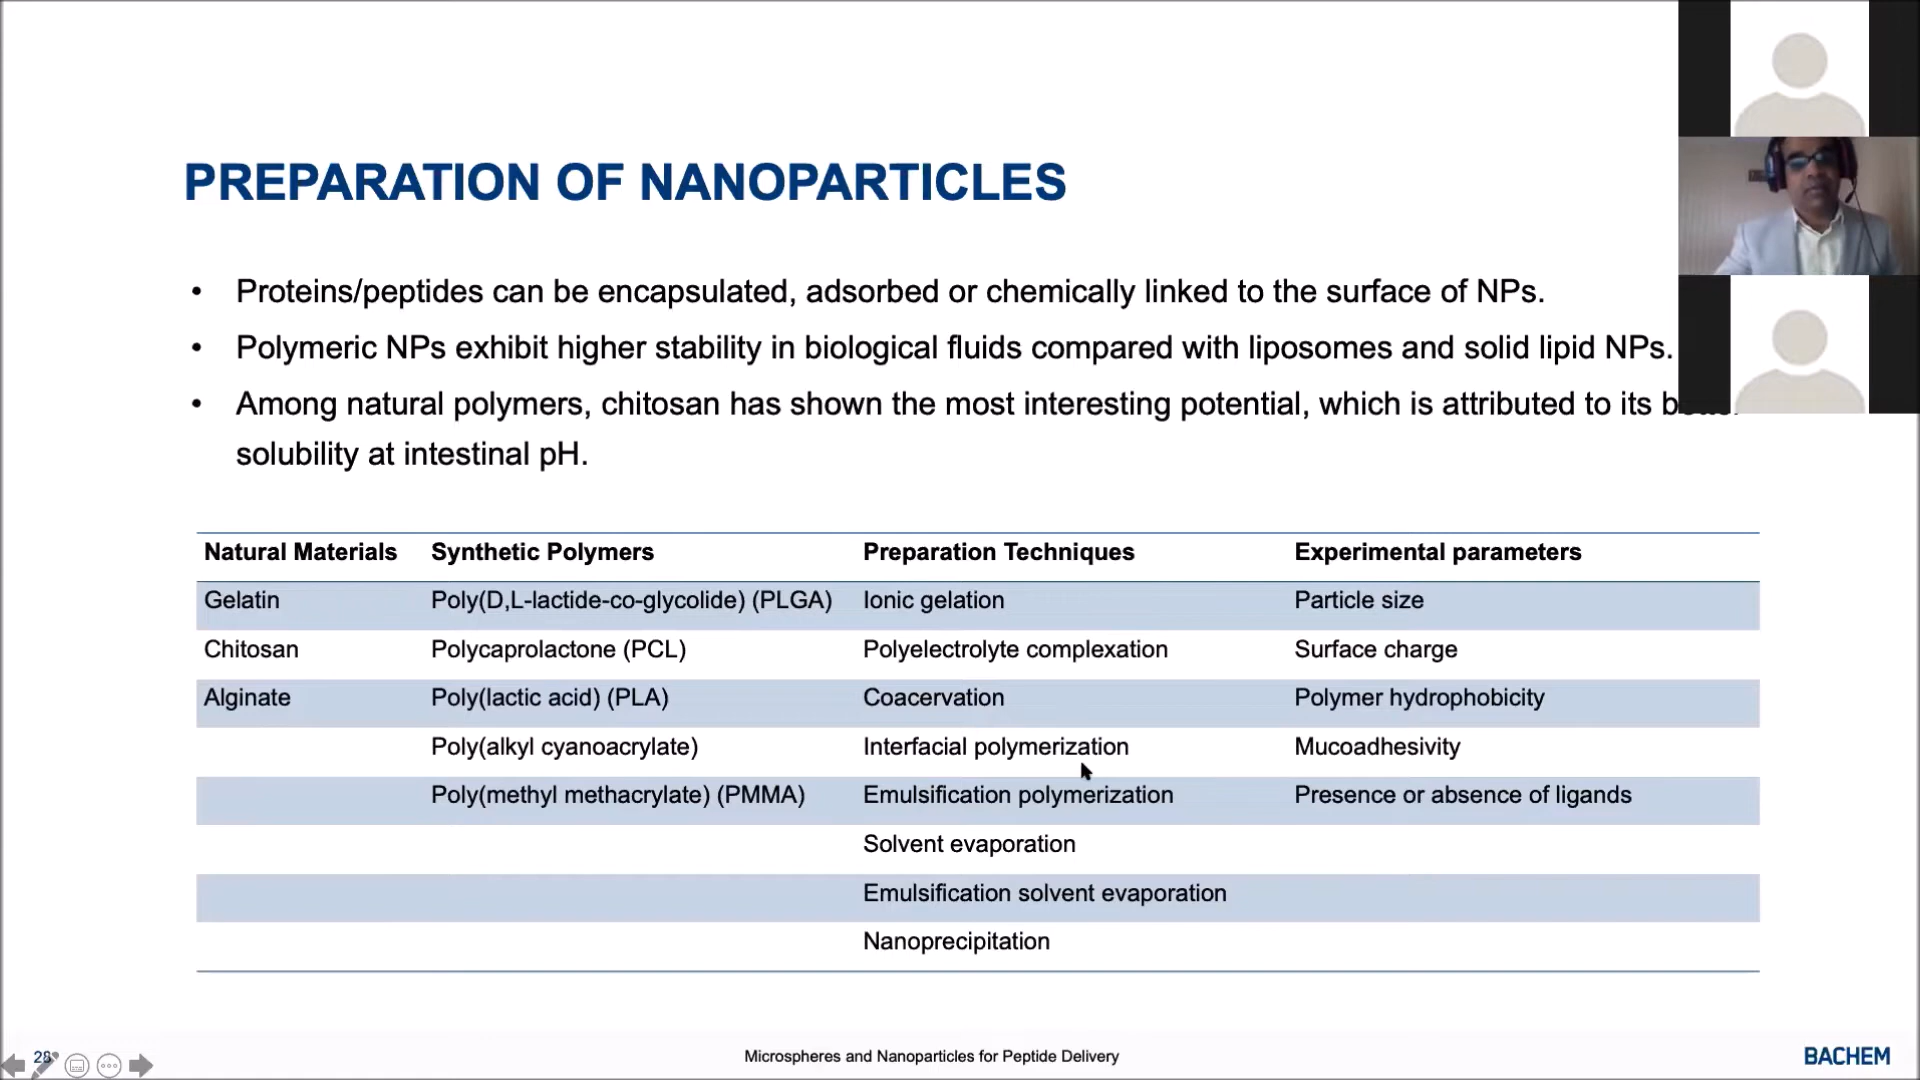 PREPARATION OF NANOPARTICLES
• Proteins/peptides can be encapsulated, adsorbed or chemically linked to the surface of NPs.
• Polymeric NPs exhibit higher stability in biological fluids compared with liposomes and solid lipid NPs.
• Among natural polymers, chitosan has shown the most interesting potential, which is attributed to its
solubility at intestinal pH.
Natural Materials Synthetic Polymers Preparation Techniques Experimental parameters
Gelatin Poly(D,L-lactide-co-glycolide) (PLGA) Ionic gelation Particle size
Chitosan Polycaprolactone (PCL) Polyelectrolyte complexation Surface charge
Alginate Poly(lactic acid) (PLA) Coacervation Polymer hydrophobicity
Poly(alkyl cyanoacrylate) Interfacial polymerization Mucoadhesivity
Poly(methyl methacrylate) (PMMA) Emulsification polymerization Presence or absence of ligands
Solvent evaporation
Emulsification solvent evaporation
Nanoprecipitation
28 Microspheres and Nanoparticles for Peptide Delivery BACHEM